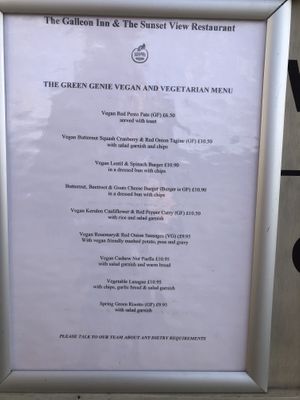 The Galleon Inn & The Sunset View Restaurant
THE GREEN GENIE VEGAN AND VEGETARIAN MENU
Vegan Red Pesto Pate (GF) £6.50
served with toast
Vegan Butternut Squash Cranberry & Red Onion Tagine (GF) £10.50
with salad garnish and chips
Vegan Lentil & Spinach Burger £10.90
in a dressed bun with chips
Butternut, Beetroot & Goats Cheese Burger (Burger is GF) £10.90
in a dressed bun with chips
Vegan Keralan Cauliflower & Red Pepper Curry (GF) £10.50
with rice and salad garnish
Vegan Rosemary& Red Onion Sausages (VG) £9.95
With vegan friendly mashed potato, peas and gravy
Vegan Cashew Nut Paella £10.95
with salad garnish and warm bread
Vegetable Lasagne £10.95
with chips, garlic bread & salad garnish
Spring Green Risotto (GF) £9.95
with salad garnish
PLEASE TALK TO OUR TEAM ABOUT ANY DIETRY REQUIREMENTS